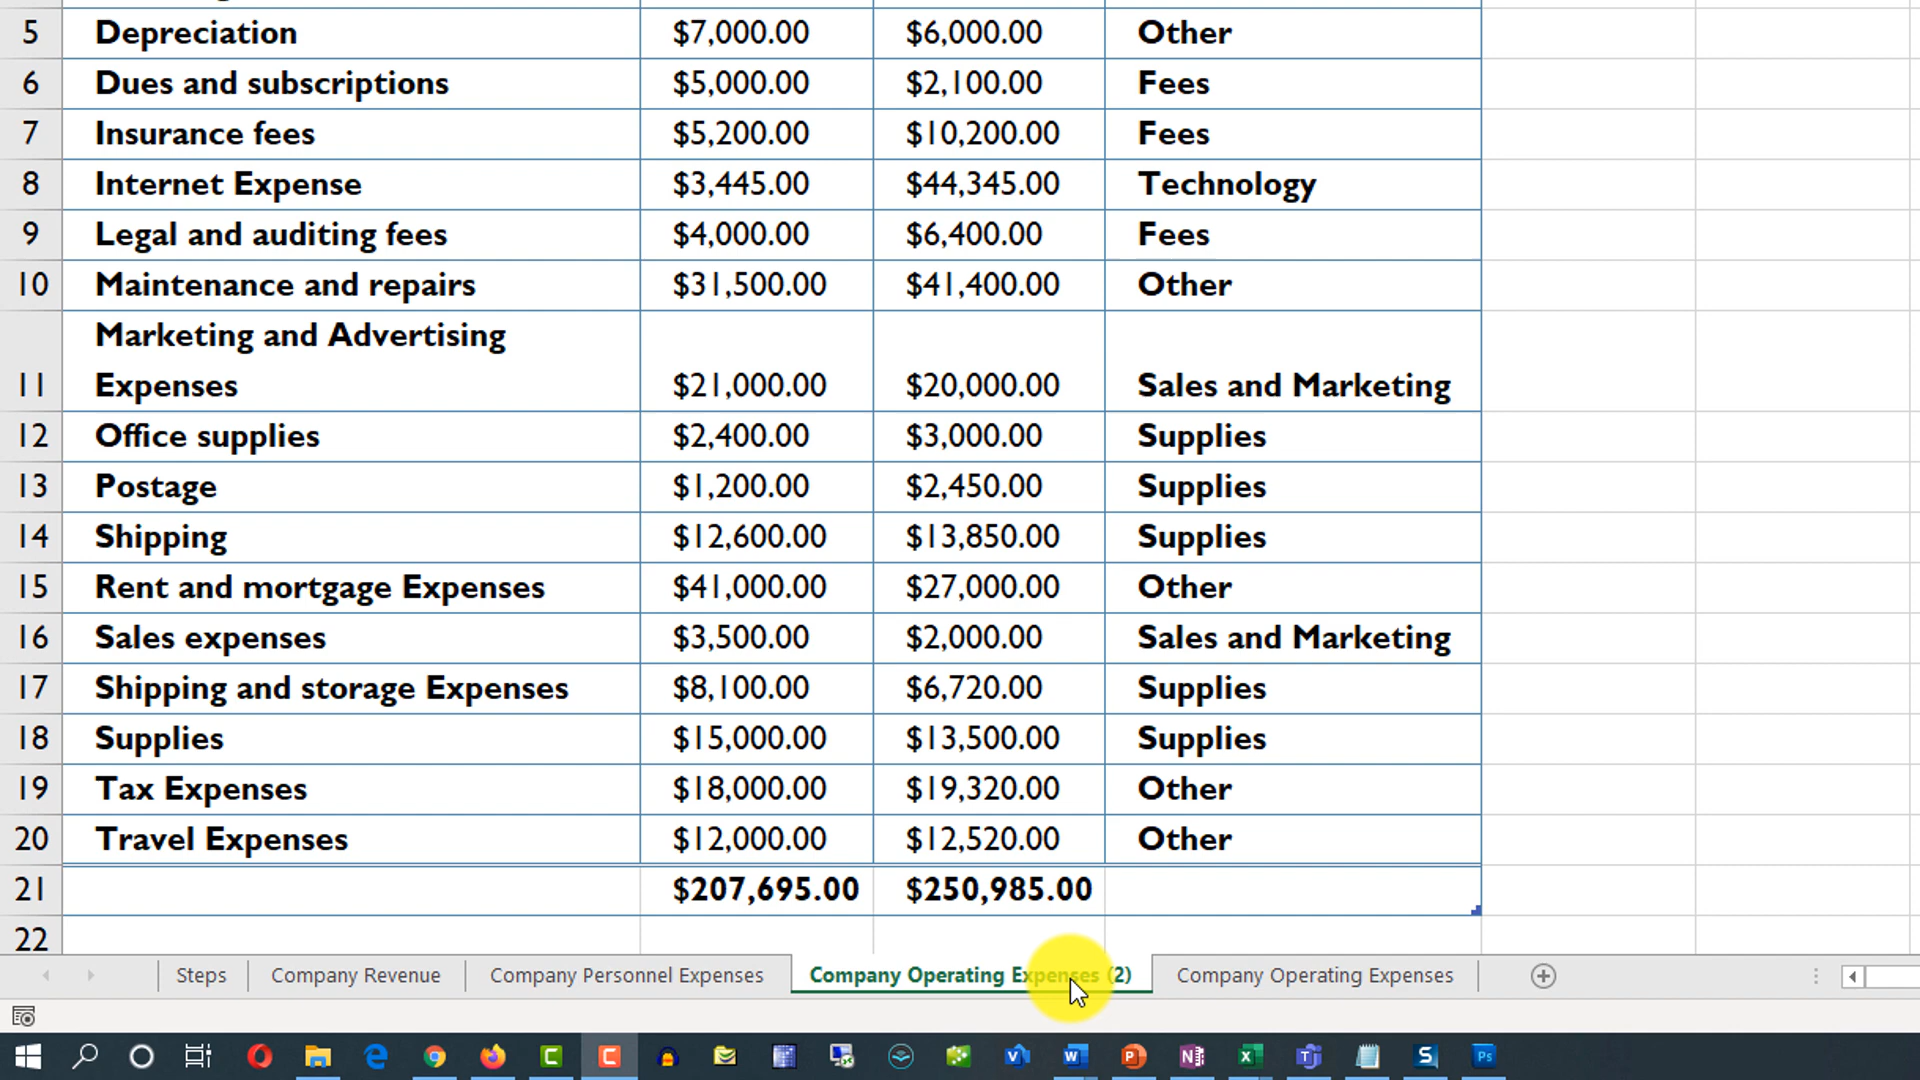 5 Depreciation $7,000.00 $6,000.00 Other
6 Dues and subscriptions $5,000.00 $2,100.00 Fees
7 Insurance fees $5,200.00 $10,200.00 Fees
8 Internet Expense $3,445.00 $44,345.00 Technology
9 Legal and auditing fees $4,000.00 $6,400.00 Fees
10 Maintenance and repairs $31,500.00 $41,400.00 Other
Marketing and Advertising
11 Expenses $21,000.00 $20,000.00 Sales and Marketing
12 Office supplies $2,400.00 $3,000.00 Supplies
13 Postage $1,200.00 $2,450.00 Supplies
14 Shipping $12,600.00 $13,850.00 Supplies
15 Rent and mortgage Expenses $41,000.00 $27,000.00 Other
16 Sales expenses $3,500.00 $2,000.00 Sales and Marketing
17 Shipping and storage Expenses $8,100.00 $6,720.00 Supplies
18 Supplies $15,000.00 $13,500.00 Supplies
19 Tax Expenses $18,000.00 $19,320.00 Other
20 Travel Expenses $12,000.00 $12,520.00 Other
21 $207,695.00 $250,985.00
22
Steps Company Revenue Company Personnel Expenses Company Operating Expenses (2) Company Operating Expenses